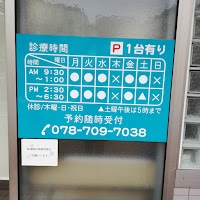 診療時間 P 1台有り
時間 曜日 月 火 水 木 金 土 日
AM 9:30 ~1:00 ● ● ● × ● ● ×
PM 2:30 ~6:30 ● ● ● × ● ▲ ×
休診/木曜・日・祝日 ▲土曜午後は5時まで
予約随時受付
078-709-7038